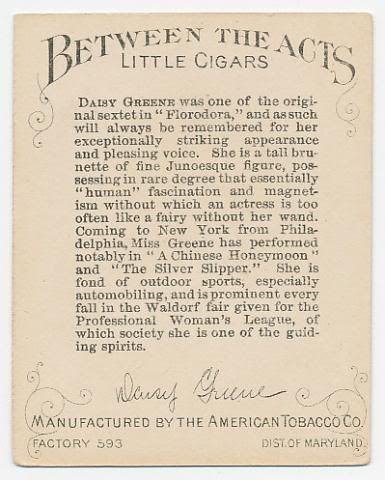 BETWEEN THE ACTS
LITTLE CIGARS
DAISY GREENE was one of the origi-
nal sextet in "Florodora," and as such
will always be remembered for her
exceptionally striking appearance
and pleasing voice. She is a tall bru-
nette of fine Junoesque figure, pos-
sessing in rare degree that essentially
"human" fascination and magnet-
ism without which an actress is too
often like a fairy without her wand.
Coming to New York from Phila-
delphia, Miss Greene has performed
notably in "A Chinese Honeymoon"
and "The Silver Slipper." She is
fond of outdoor sports, especially
automobiling, and is prominent every
fall in the Waldorf fair given for the
Professional Woman's League, of
which society she is one of the guid-
ing spirits.
Daisy Greene
MANUFACTURED BY THE AMERICAN TOBACCO CO.
FACTORY 593 DIST. OF MARYLAND.